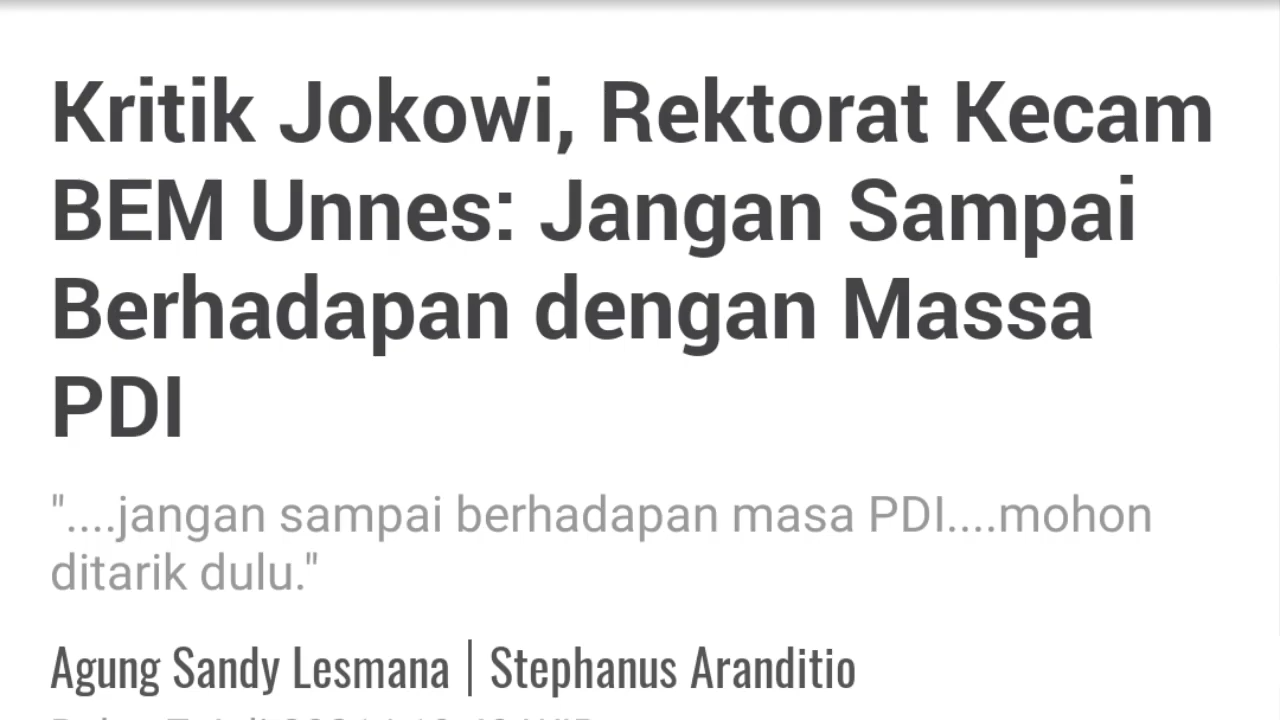 Kritik Jokowi, Rektorat Kecam
BEM Unnes: Jangan Sampai
Berhadapan dengan Massa
PDI
"....jangan sampai berhadapan masa PDI....mohon
ditarik dulu."
Agung Sandy Lesmana | Stephanus Aranditio